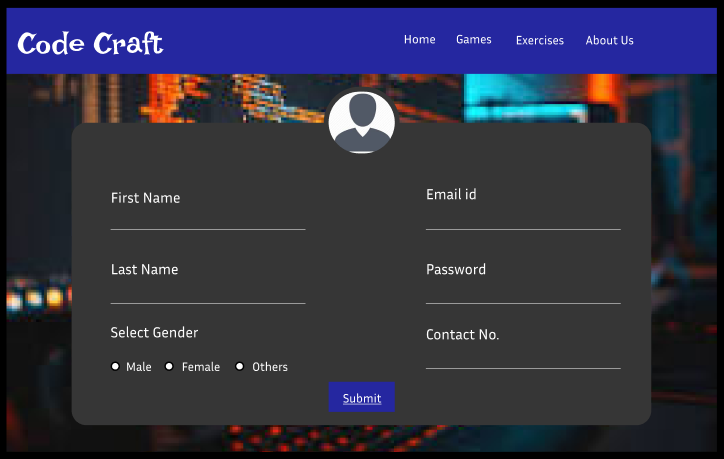 Code Craft
Home Games Exercises About Us
First Name
Email id
Last Name
Password
Select Gender
Contact No.
Male Female Others
Submit